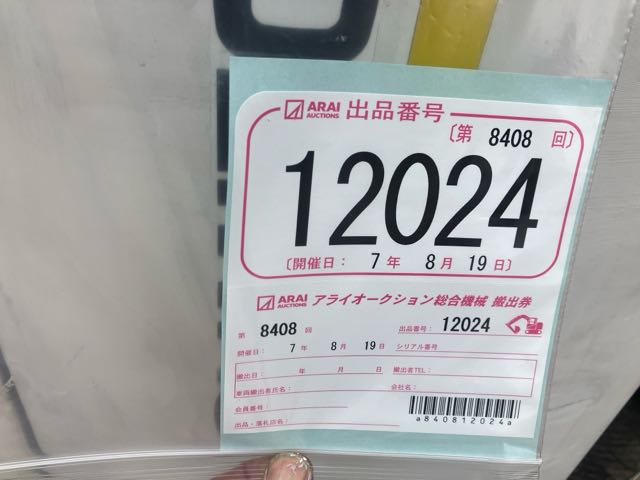 ARAI AUCTIONS 出品番号
〔第 8408 回〕
12024
〔開催日: 7年 8月 19日〕
ARAI AUCTIONS アライオークション総合機械 搬出券
第 8408 回 出品番号: 12024
開催日: 7年 8月 19日 シリアル番号
搬出日: 年 月 日 搬出者TEL:
車両搬出者氏名: 会社名:
会員番号:
出品・落札店名:
a840812024a